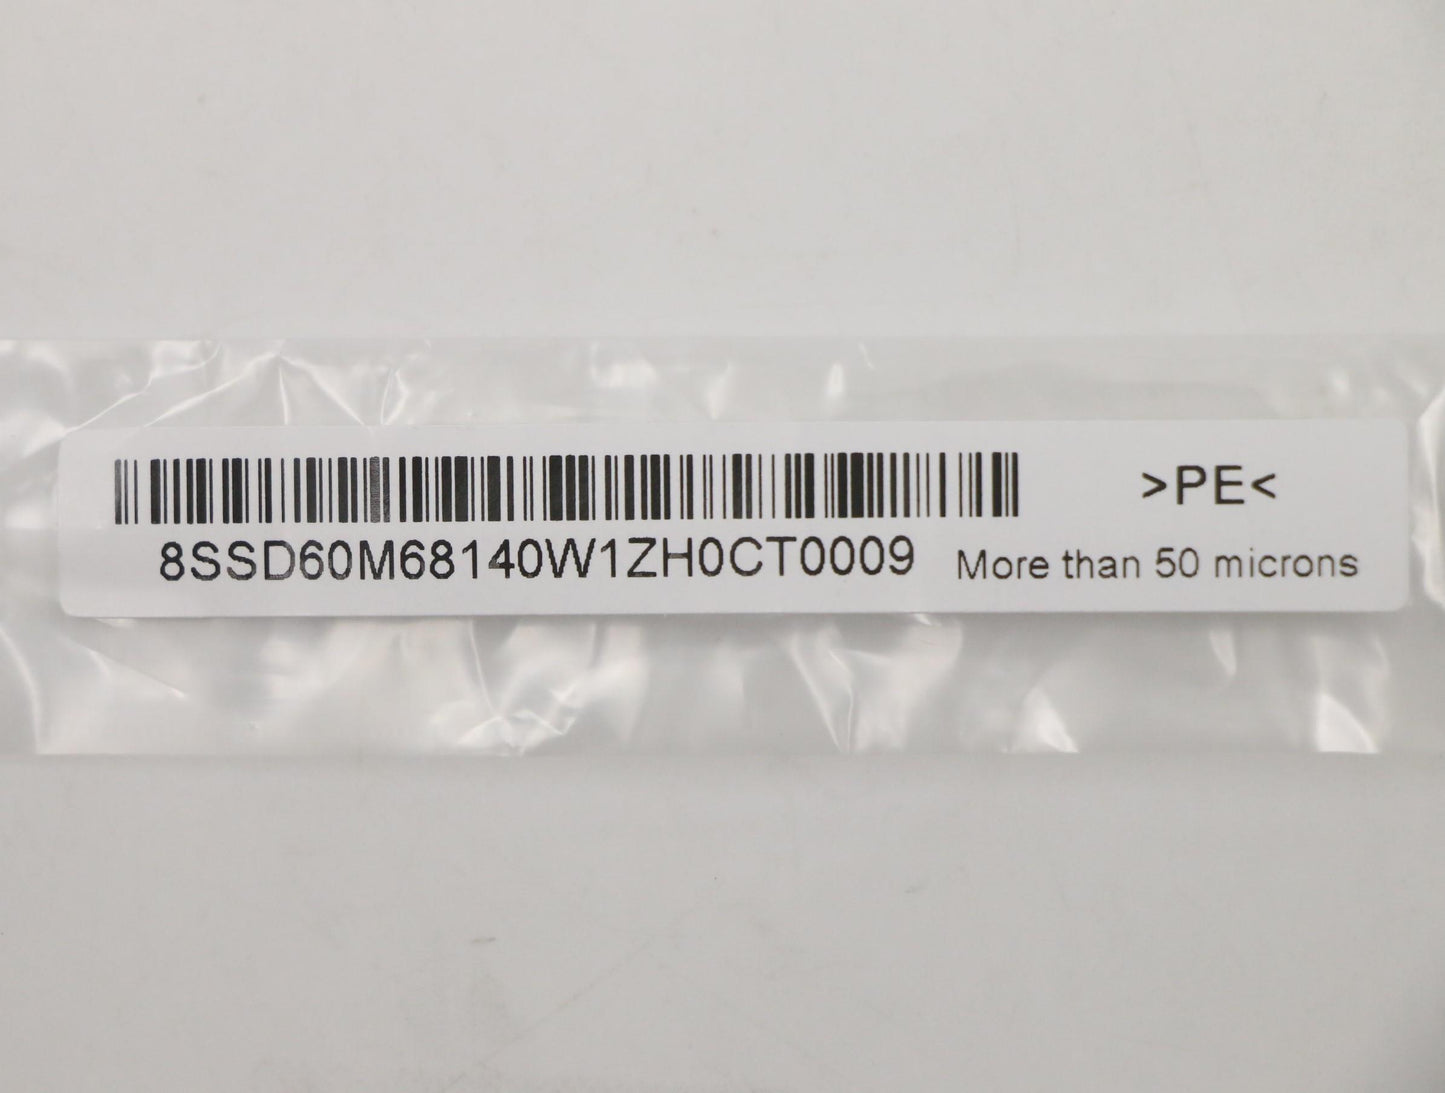 >PE<
8SSD60M68140W1ZH0CT0009 More than 50 microns